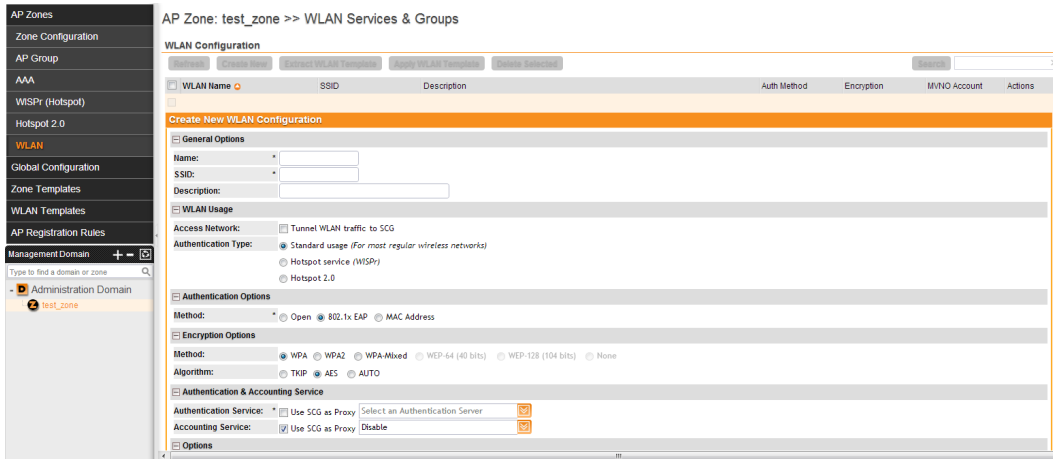 AP Zones
Zone Configuration
AP Group
AAA
WISPr (Hotspot)
Hotspot 2.0
WLAN
Global Configuration
Zone Templates
WLAN Templates
AP Registration Rules
Management Domain
Type to find a domain or zone
D Administration Domain
Z test_zone
AP Zone: test_zone >> WLAN Services & Groups
WLAN Configuration
Refresh Create New Extract WLAN Template Apply WLAN Template Delete Selected Search
WLAN Name SSID Description Auth Method Encryption MVNO Account Actions
Create New WLAN Configuration
General Options
Name: *
SSID: *
Description:
WLAN Usage
Access Network: Tunnel WLAN traffic to SCG
Authentication Type: Standard usage (For most regular wireless networks)
Hotspot service (WISPr)
Hotspot 2.0
Authentication Options
Method: * Open 802.1x EAP MAC Address
Encryption Options
Method: WPA WPA2 WPA-Mixed WEP-64 (40 bits) WEP-128 (104 bits) None
Algorithm: TKIP AES AUTO
Authentication & Accounting Service
Authentication Service: * Use SCG as Proxy Select an Authentication Server
Accounting Service: Use SCG as Proxy Disable
Options